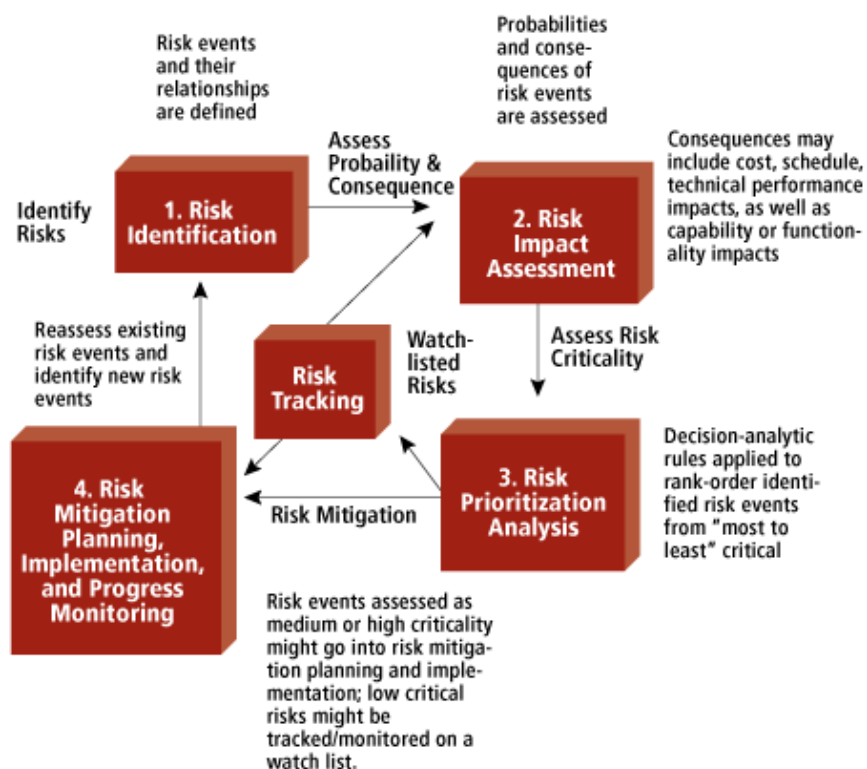 Risk events
and their
relationships
are defined
Probabilities
and conse-
quences of
risk events
are assessed
Assess
Probaility &
Consequence
Consequences may
include cost, schedule,
technical performance
impacts, as well as
capability or function-
ality impacts
Identify
Risks
1. Risk
Identification
2. Risk
Impact
Assessment
Reassess existing
risk events and
identify new risk
events
Watch-
listed
Risks
Assess Risk
Criticality
Risk
Tracking
4. Risk
Mitigation
Planning,
Implementation,
and Progress
Monitoring
Risk Mitigation
3. Risk
Prioritization
Analysis
Decision-analytic
rules applied to
rank-order identi-
fied risk events
from “most to
least” critical
Risk events assessed as
medium or high criticality
might go into risk mitiga-
tion planning and imple-
mentation; low critical
risks might be
tracked/monitored on a
watch list.